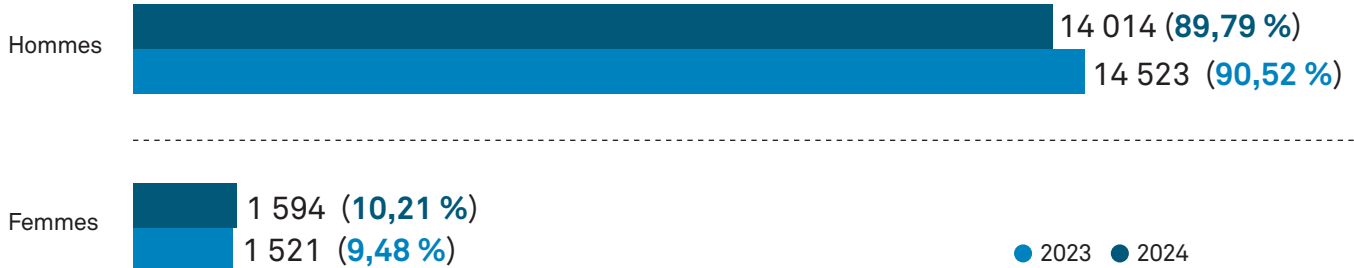 Hommes
14 014 (89,79 %)
14 523 (90,52 %)
Femmes
1 594 (10,21 %)
1 521 (9,48 %)
2023 2024